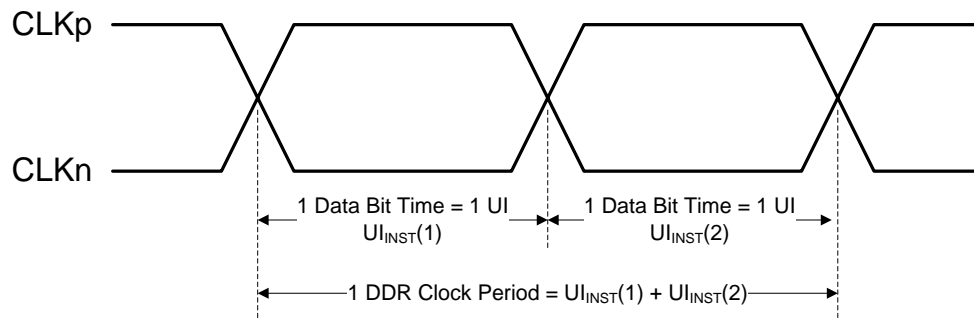 CLKp
CLKn
1 Data Bit Time = 1 UI
UIINST(1)
1 Data Bit Time = 1 UI
UIINST(2)
1 DDR Clock Period = UIINST(1) + UIINST(2)